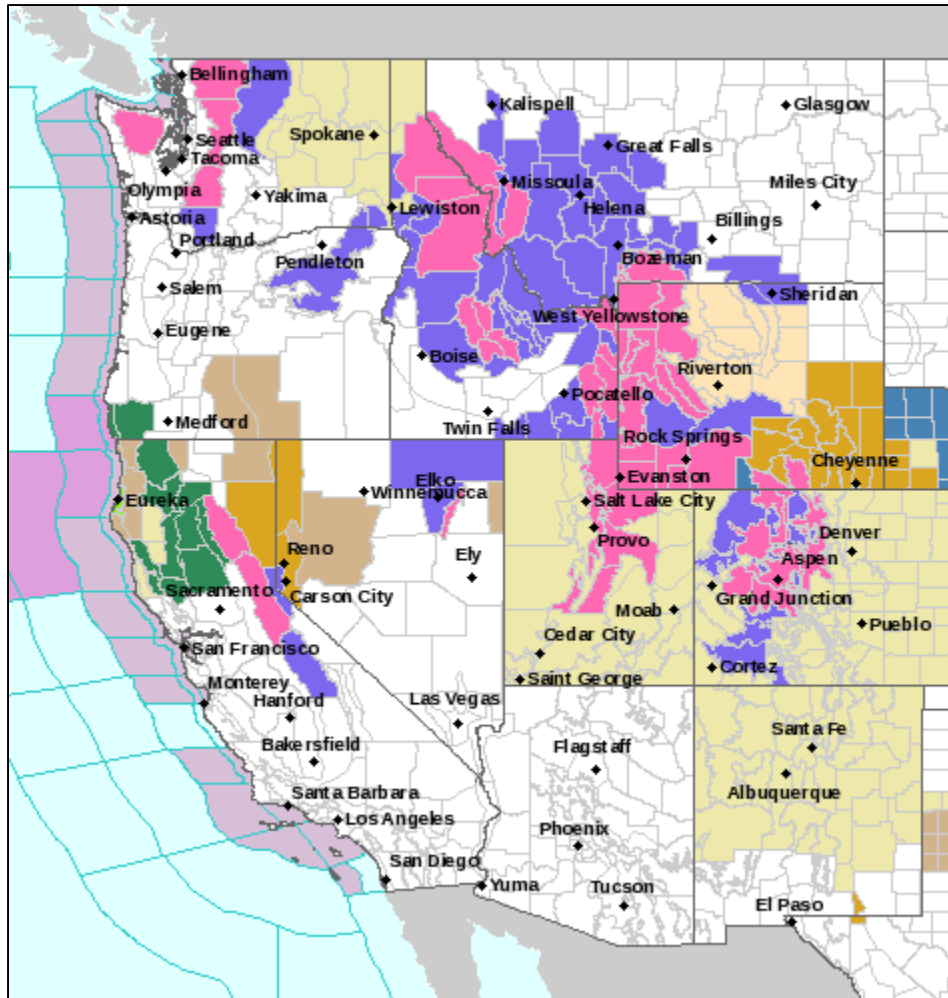 Bellingham
Kalispell
Glasgow
Spokane
Seattle
Great Falls
Tacoma
Olympia
Yakima
Missoula
Miles City
Helena
Lewiston
Astoria
Billings
Portland
Pendleton
Bozeman
Salem
Sheridan
West Yellowstone
Eugene
Boise
Riverton
Pocatello
Medford
Twin Falls
Rock Springs
Cheyenne
Elko
Evanston
Winnemucca
Eureka
Salt Lake City
Provo
Denver
Reno
Ely
Aspen
Sacramento
Carson City
Grand Junction
Moab
Pueblo
Cedar City
San Francisco
Cortez
Saint George
Monterey
Hanford
Las Vegas
Santa Fe
Bakersfield
Flagstaff
Albuquerque
Santa Barbara
Los Angeles
Phoenix
San Diego
Yuma
Tucson
El Paso